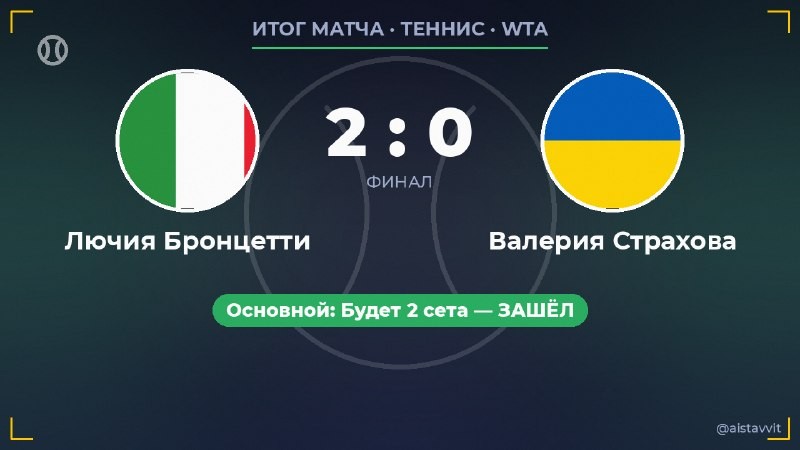 ИТОГ МАТЧА · ТЕННИС · WTA
2 : 0
ФИНАЛ
Лючия Бронцетти
Валерия Страхова
Основной: Будет 2 сета — ЗАШЁЛ
@aistavvit